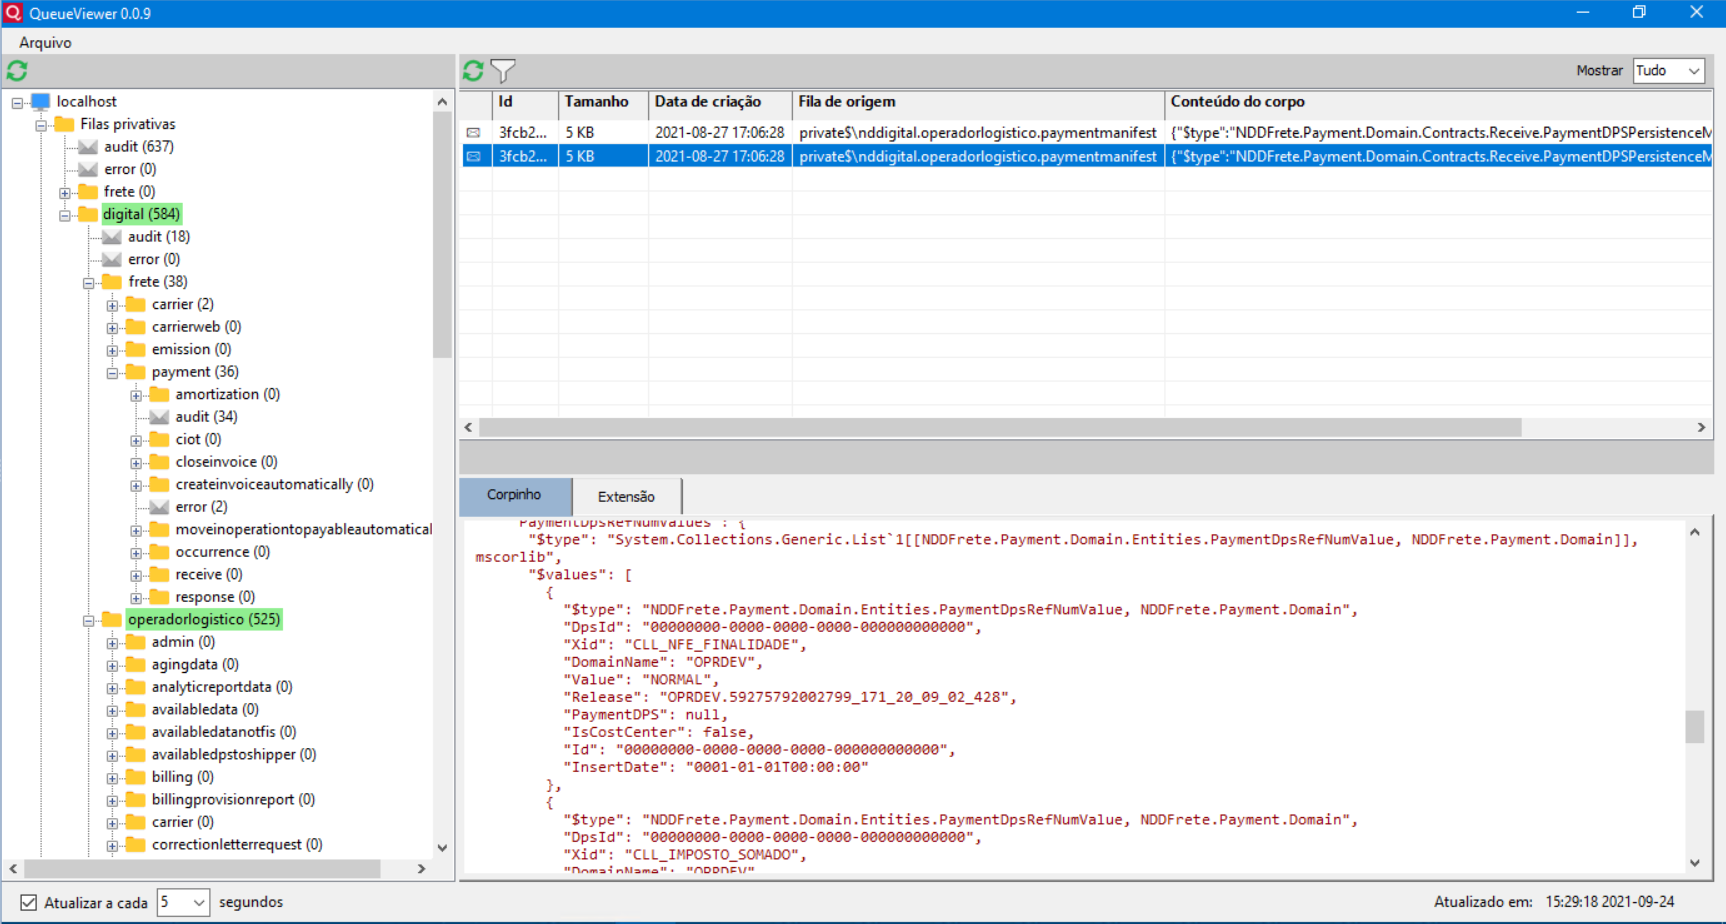 QueueViewer 0.0.9
Arquivo
localhost
Filas privativas
audit (637)
error (0)
frete (0)
digital (584)
audit (18)
error (0)
frete (38)
carrier (2)
carrierweb (0)
emission (0)
payment (36)
amortization (0)
audit (34)
ciot (0)
closeinvoice (0)
createinvoiceautomatically (0)
error (2)
moveinoperationtopayableautomatical
occurrence (0)
receive (0)
response (0)
operadorlogistico (525)
admin (0)
agingdata (0)
analyticreportdata (0)
availabledata (0)
availabledatanotfis (0)
availabledpstoshipper (0)
billing (0)
billingprovisionreport (0)
carrier (0)
correctionletterrequest (0)
Mostrar Tudo
Id Tamanho Data de criação Fila de origem Conteúdo do corpo
3fcb2... 5 KB 2021-08-27 17:06:28 private$\nddigital.operadorlogistico.paymentmanifest {"$type":"NDDFrete.Payment.Domain.Contracts.Receive.PaymentDPSPersistenceM
3fcb2... 5 KB 2021-08-27 17:06:28 private$\nddigital.operadorlogistico.paymentmanifest {"$type":"NDDFrete.Payment.Domain.Contracts.Receive.PaymentDPSPersistenceM
Corpinho Extensão
PaymentDpsRefNumValues": {
"$type": "System.Collections.Generic.List`1[[NDDFrete.Payment.Domain.Entities.PaymentDpsRefNumValue, NDDFrete.Payment.Domain]],
mscorlib",
"$values": [
{
"$type": "NDDFrete.Payment.Domain.Entities.PaymentDpsRefNumValue, NDDFrete.Payment.Domain",
"DpsId": "00000000-0000-0000-0000-000000000000",
"Xid": "CLL_NFE_FINALIDADE",
"DomainName": "OPRDEV",
"Value": "NORMAL",
"Release": "OPRDEV.59275792002799_171_20_09_02_428",
"PaymentDPS": null,
"IsCostCenter": false,
"Id": "00000000-0000-0000-0000-000000000000",
"InsertDate": "0001-01-01T00:00:00"
},
{
"$type": "NDDFrete.Payment.Domain.Entities.PaymentDpsRefNumValue, NDDFrete.Payment.Domain",
"DpsId": "00000000-0000-0000-0000-000000000000",
"Xid": "CLL_IMPOSTO_SOMADO",
"DomainName": "OPRDEV"
Atualizar a cada 5 segundos
Atualizado em: 15:29:18 2021-09-24